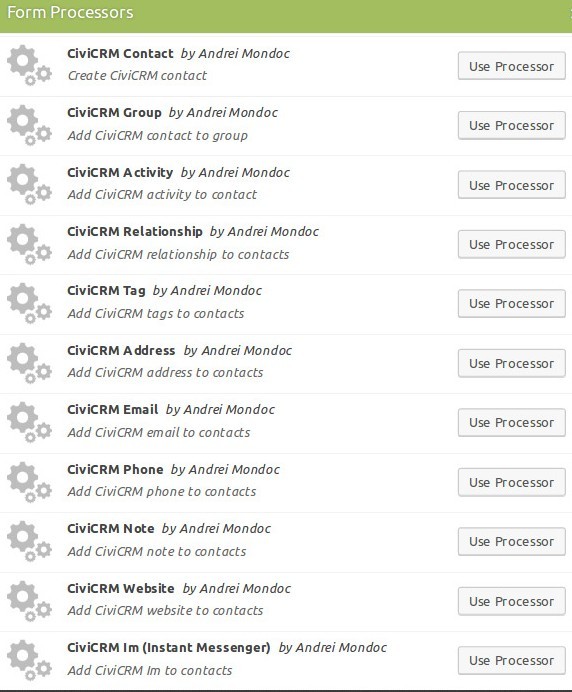 Form Processors
CiviCRM Contact by Andrei Mondoc
Create CiviCRM contact
Use Processor
CiviCRM Group by Andrei Mondoc
Add CiviCRM contact to group
Use Processor
CiviCRM Activity by Andrei Mondoc
Add CiviCRM activity to contact
Use Processor
CiviCRM Relationship by Andrei Mondoc
Add CiviCRM relationship to contacts
Use Processor
CiviCRM Tag by Andrei Mondoc
Add CiviCRM tags to contacts
Use Processor
CiviCRM Address by Andrei Mondoc
Add CiviCRM address to contacts
Use Processor
CiviCRM Email by Andrei Mondoc
Add CiviCRM email to contacts
Use Processor
CiviCRM Phone by Andrei Mondoc
Add CiviCRM phone to contacts
Use Processor
CiviCRM Note by Andrei Mondoc
Add CiviCRM note to contacts
Use Processor
CiviCRM Website by Andrei Mondoc
Add CiviCRM website to contacts
Use Processor
CiviCRM Im (Instant Messenger) by Andrei Mondoc
Add CiviCRM Im to contacts
Use Processor